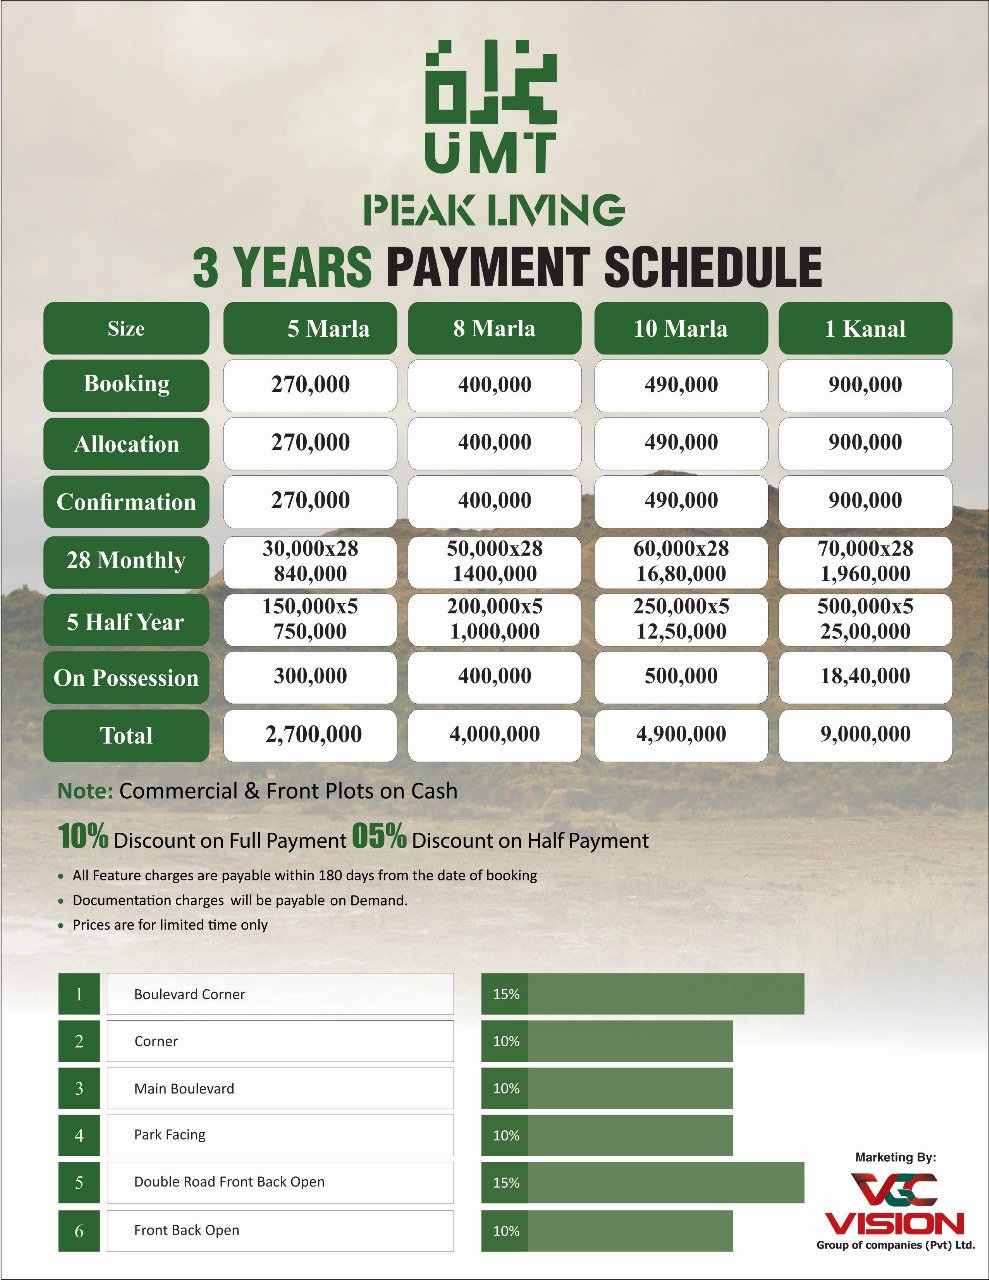 UMT
PEAK LIVING
3 YEARS PAYMENT SCHEDULE
Size 5 Marla 8 Marla 10 Marla 1 Kanal
Booking 270,000 400,000 490,000 900,000
Allocation 270,000 400,000 490,000 900,000
Confirmation 270,000 400,000 490,000 900,000
28 Monthly 30,000x28 50,000x28 60,000x28 70,000x28
840,000 1400,000 16,80,000 1,960,000
5 Half Year 150,000x5 200,000x5 250,000x5 500,000x5
750,000 1,000,000 12,50,000 25,00,000
On Possession 300,000 400,000 500,000 18,40,000
Total 2,700,000 4,000,000 4,900,000 9,000,000
Note: Commercial & Front Plots on Cash
10% Discount on Full Payment 05% Discount on Half Payment
• All Feature charges are payable within 180 days from the date of booking
• Documentation charges will be payable on Demand.
• Prices are for limited time only
1 Boulevard Corner 15%
2 Corner 10%
3 Main Boulevard 10%
4 Park Facing 10%
5 Double Road Front Back Open 15%
6 Front Back Open 10%
Marketing By:
VGC
VISION
Group of companies (Pvt) Ltd.